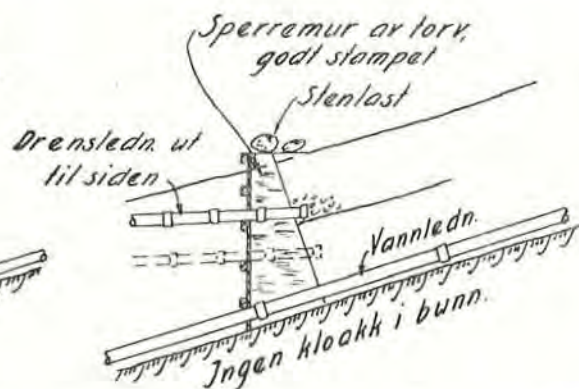 Sperremur av torv,
godt stampet
Stenlast
Drensledn. ut
til siden
Vannledn.
Ingen kloakk i bunn.